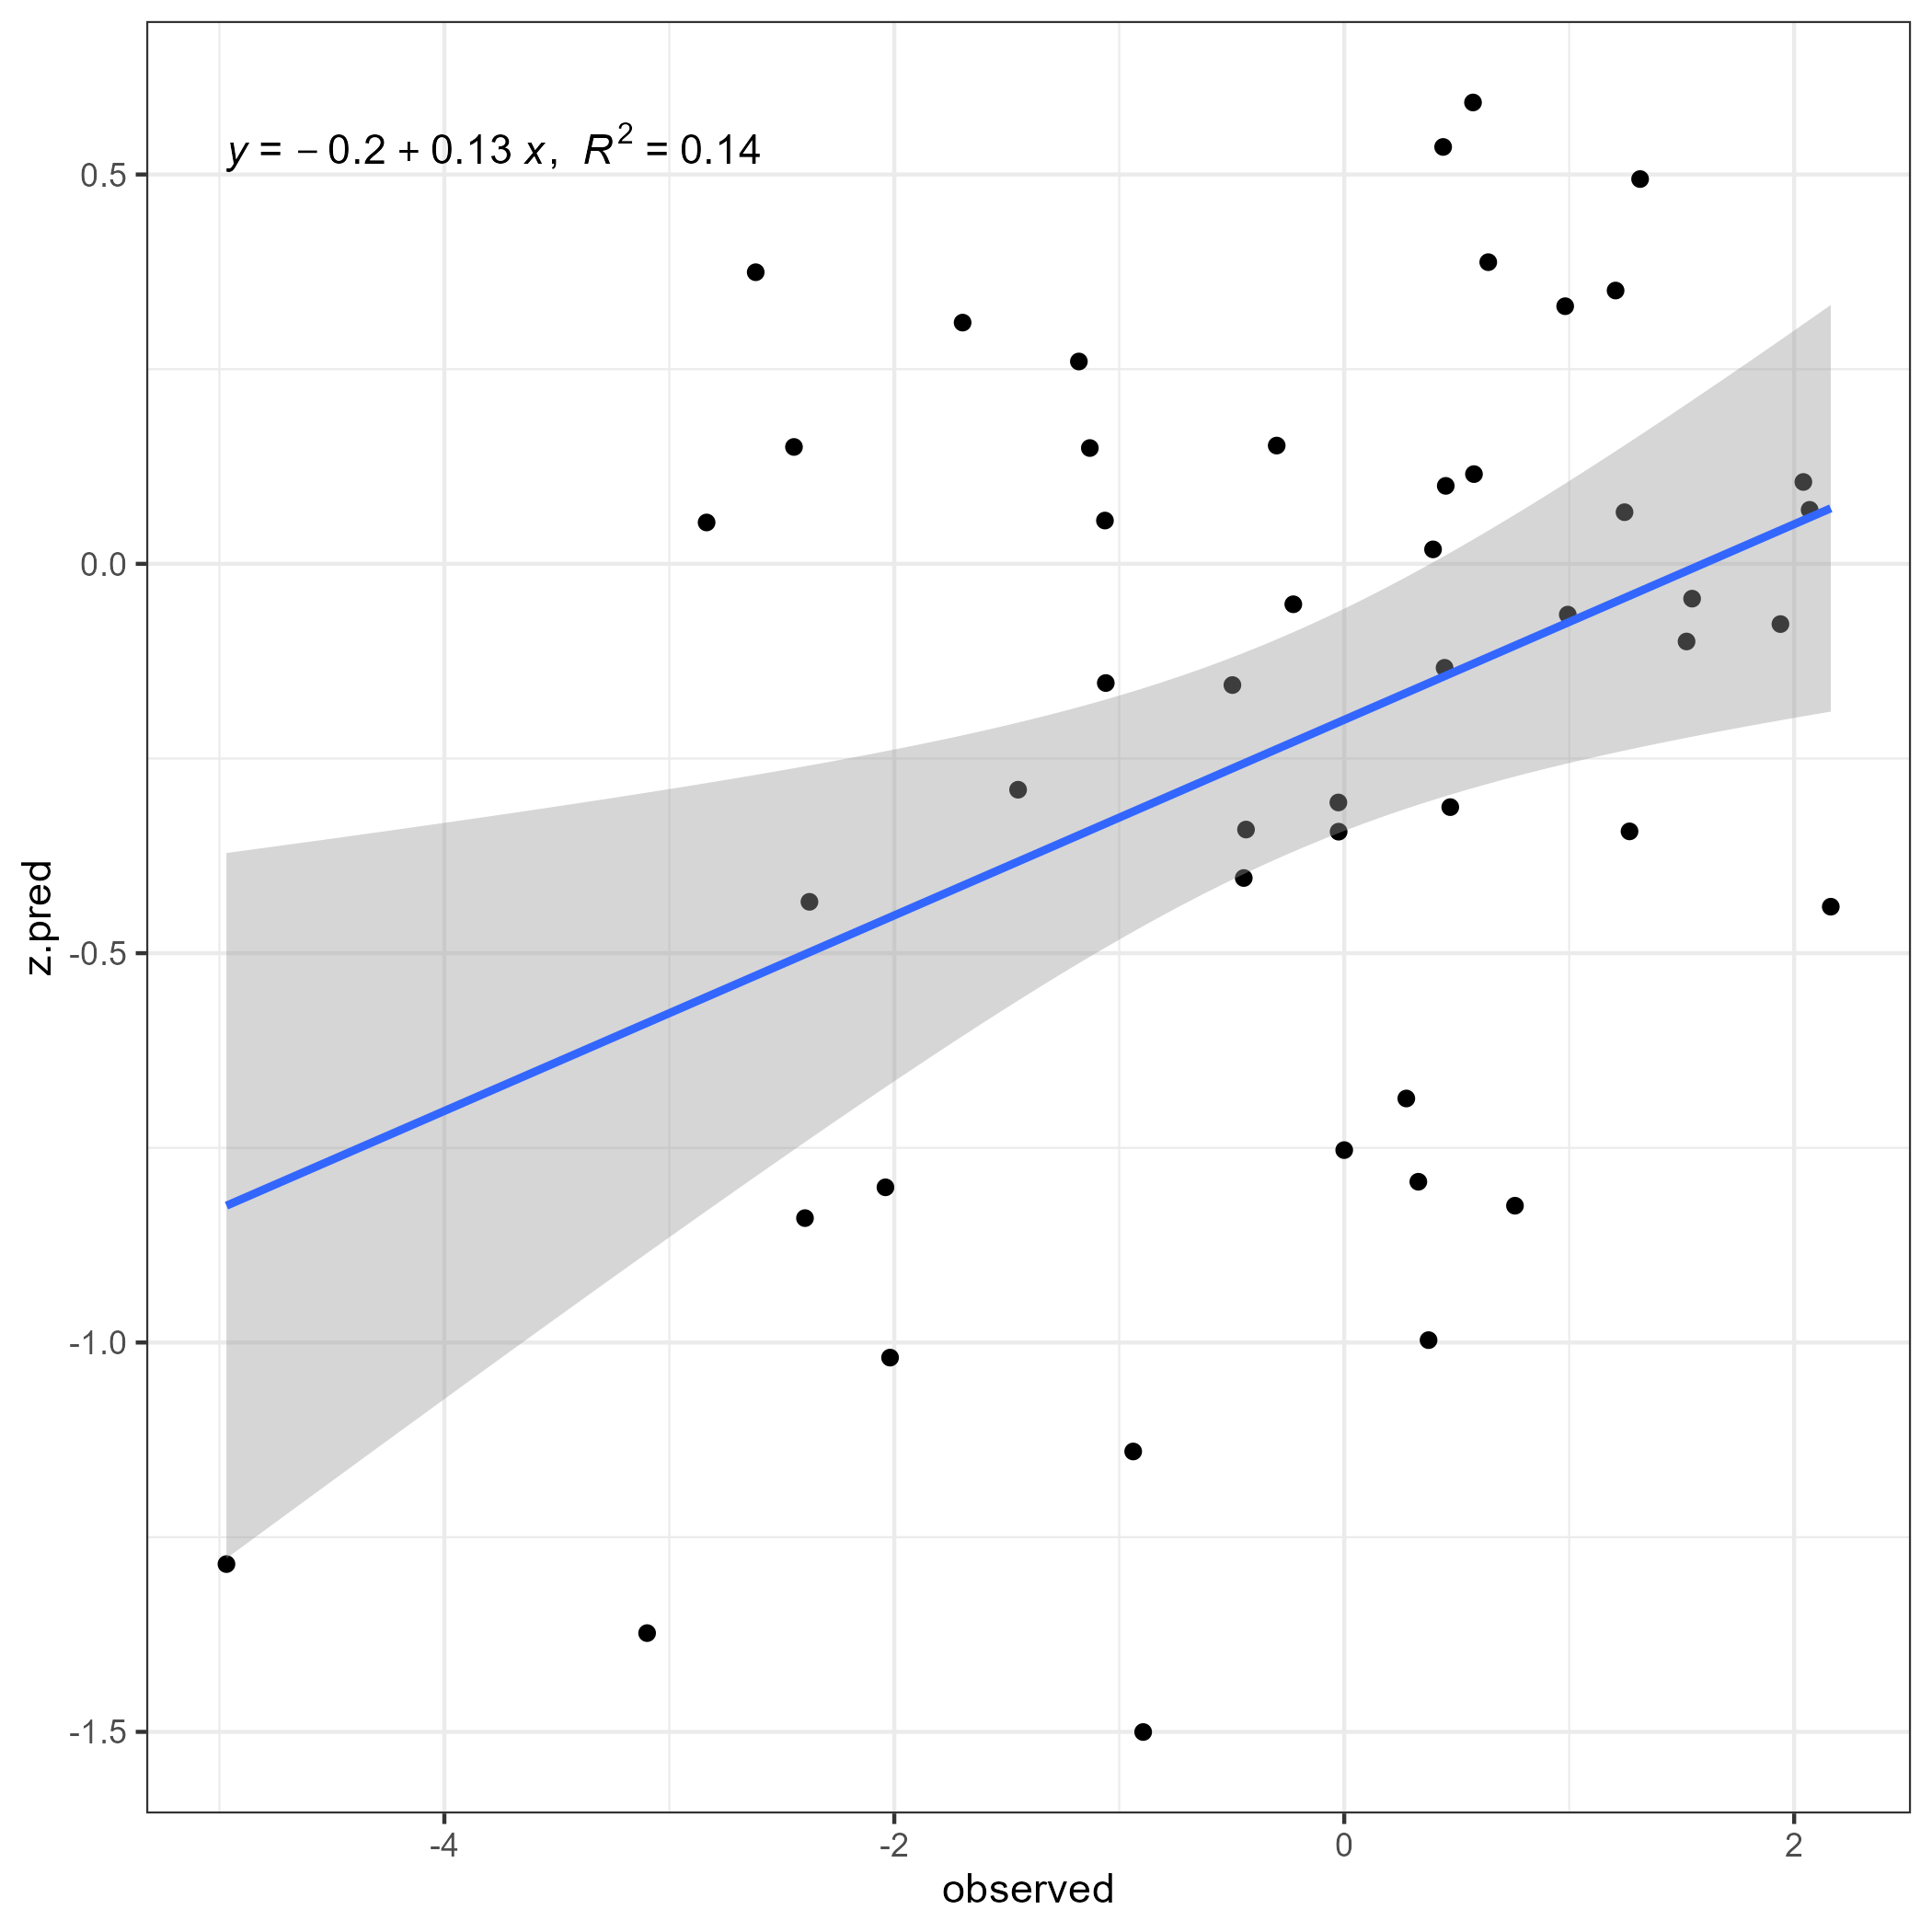 y = − 0.2 + 0.13 x, R² = 0.14
0.5
0.0
-0.5
-1.0
-1.5
z.pred
-4 -2 0 2
observed